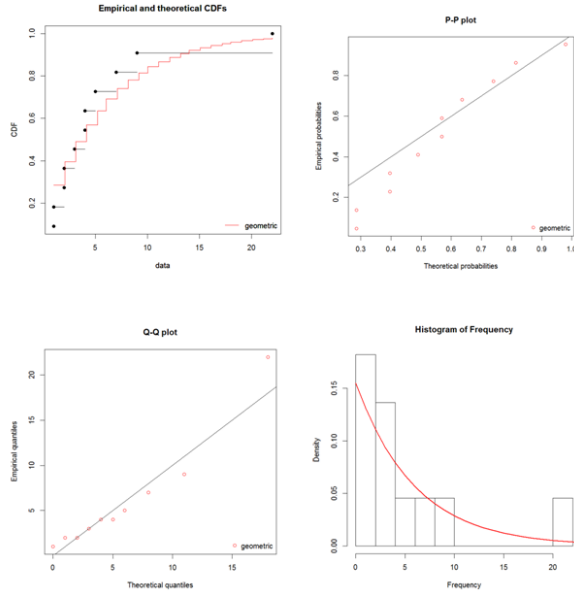 Empirical and theoretical CDFs
CDF
0.0
0.2
0.4
0.6
0.8
1.0
geometric
5
10
15
20
data
P-P plot
Empirical probabilities
0.2
0.4
0.6
0.8
geometric
0.3
0.4
0.5
0.6
0.7
0.8
0.9
1.0
Theoretical probabilities
Q-Q plot
Empirical quantiles
5
10
15
20
geometric
0
5
10
15
Theoretical quantiles
Histogram of Frequency
Density
0.00
0.05
0.10
0.15
0
5
10
15
20
Frequency